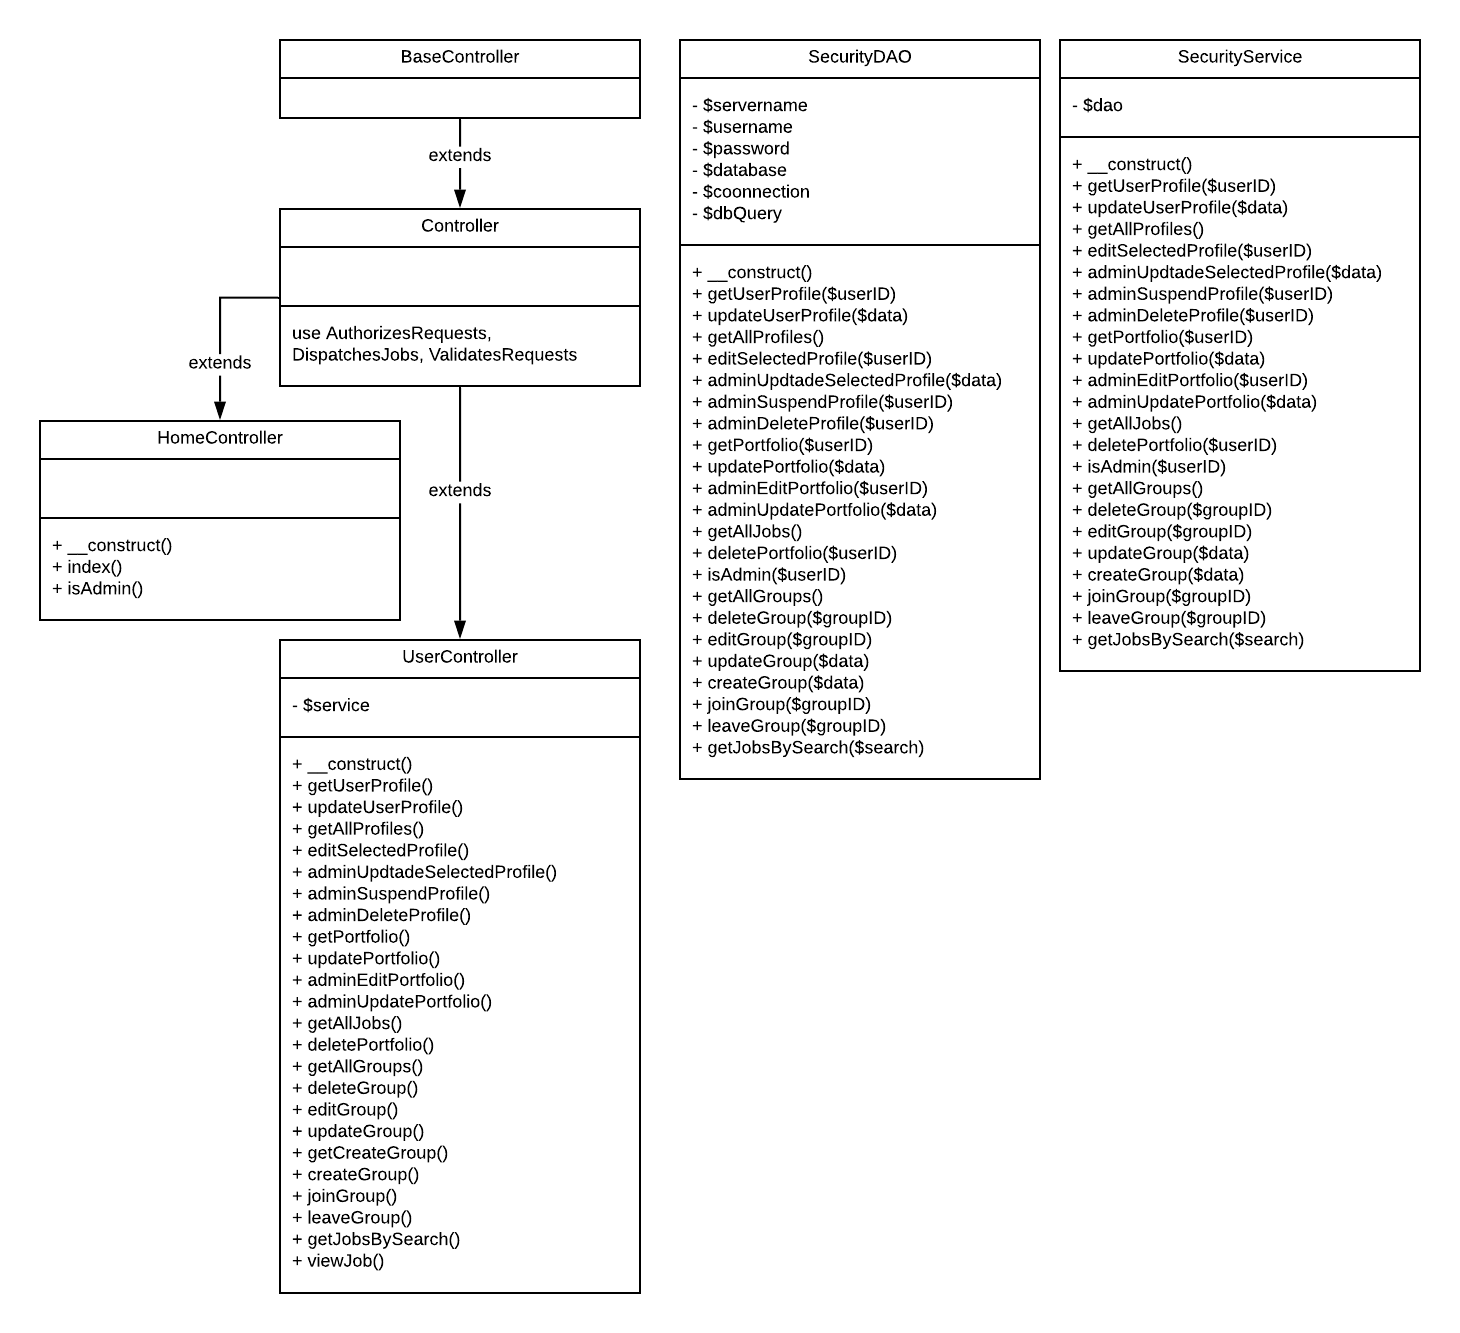 BaseController
extends
Controller
use AuthorizesRequests,
DispatchesJobs, ValidatesRequests
extends
HomeController
+ __construct()
+ index()
+ isAdmin()
extends
UserController
- $service
+ __construct()
+ getUserProfile()
+ updateUserProfile()
+ getAllProfiles()
+ editSelectedProfile()
+ adminUpdtadeSelectedProfile()
+ adminSuspendProfile()
+ adminDeleteProfile()
+ getPortfolio()
+ updatePortfolio()
+ adminEditPortfolio()
+ adminUpdatePortfolio()
+ getAllJobs()
+ deletePortfolio()
+ getAllGroups()
+ deleteGroup()
+ editGroup()
+ updateGroup()
+ getCreateGroup()
+ createGroup()
+ joinGroup()
+ leaveGroup()
+ getJobsBySearch()
+ viewJob()
SecurityDAO
- $servername
- $username
- $password
- $database
- $coonnection
- $dbQuery
+ __construct()
+ getUserProfile($userID)
+ updateUserProfile($data)
+ getAllProfiles()
+ editSelectedProfile($userID)
+ adminUpdtadeSelectedProfile($data)
+ adminSuspendProfile($userID)
+ adminDeleteProfile($userID)
+ getPortfolio($userID)
+ updatePortfolio($data)
+ adminEditPortfolio($userID)
+ adminUpdatePortfolio($data)
+ getAllJobs()
+ deletePortfolio($userID)
+ isAdmin($userID)
+ getAllGroups()
+ deleteGroup($groupID)
+ editGroup($groupID)
+ updateGroup($data)
+ createGroup($data)
+ joinGroup($groupID)
+ leaveGroup($groupID)
+ getJobsBySearch($search)
SecurityService
- $dao
+ __construct()
+ getUserProfile($userID)
+ updateUserProfile($data)
+ getAllProfiles()
+ editSelectedProfile($userID)
+ adminUpdtadeSelectedProfile($data)
+ adminSuspendProfile($userID)
+ adminDeleteProfile($userID)
+ getPortfolio($userID)
+ updatePortfolio($data)
+ adminEditPortfolio($userID)
+ adminUpdatePortfolio($data)
+ getAllJobs()
+ deletePortfolio($userID)
+ isAdmin($userID)
+ getAllGroups()
+ deleteGroup($groupID)
+ editGroup($groupID)
+ updateGroup($data)
+ createGroup($data)
+ joinGroup($groupID)
+ leaveGroup($groupID)
+ getJobsBySearch($search)